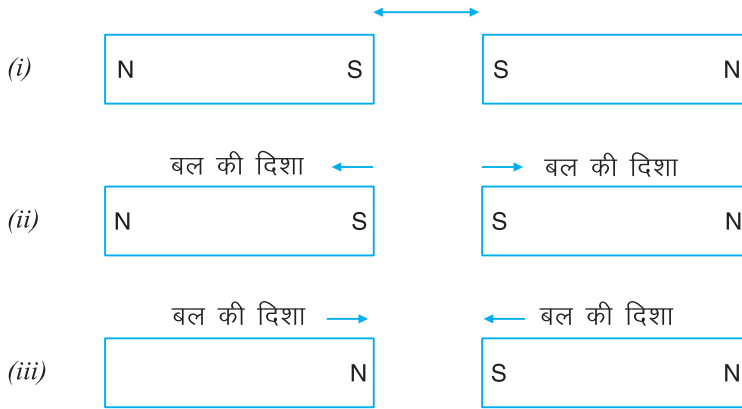 (i) N S S N
बल की दिशा बल की दिशा
(ii) N S S N
बल की दिशा बल की दिशा
(iii) N S N